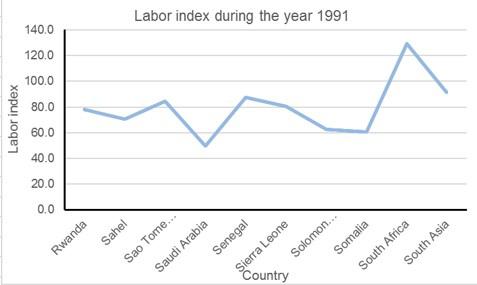 Labor index during the year 1991
140.0
120.0
100.0
80.0
60.0
40.0
20.0
0.0
Labor index
Rwanda
Sahel
Sao Tome...
Saudi Arabia
Senegal
Sierra Leone
Solomon...
Somalia
South Africa
South Asia
Country